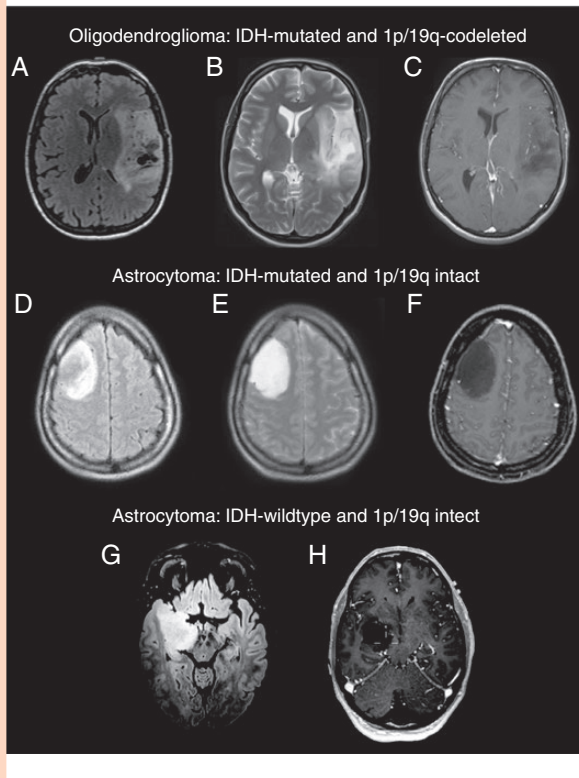 Oligodendroglioma: IDH-mutated and 1p/19q-codeleted
A B C
Astrocytoma: IDH-mutated and 1p/19q intact
D E F
Astrocytoma: IDH-wildtype and 1p/19q intect
G H